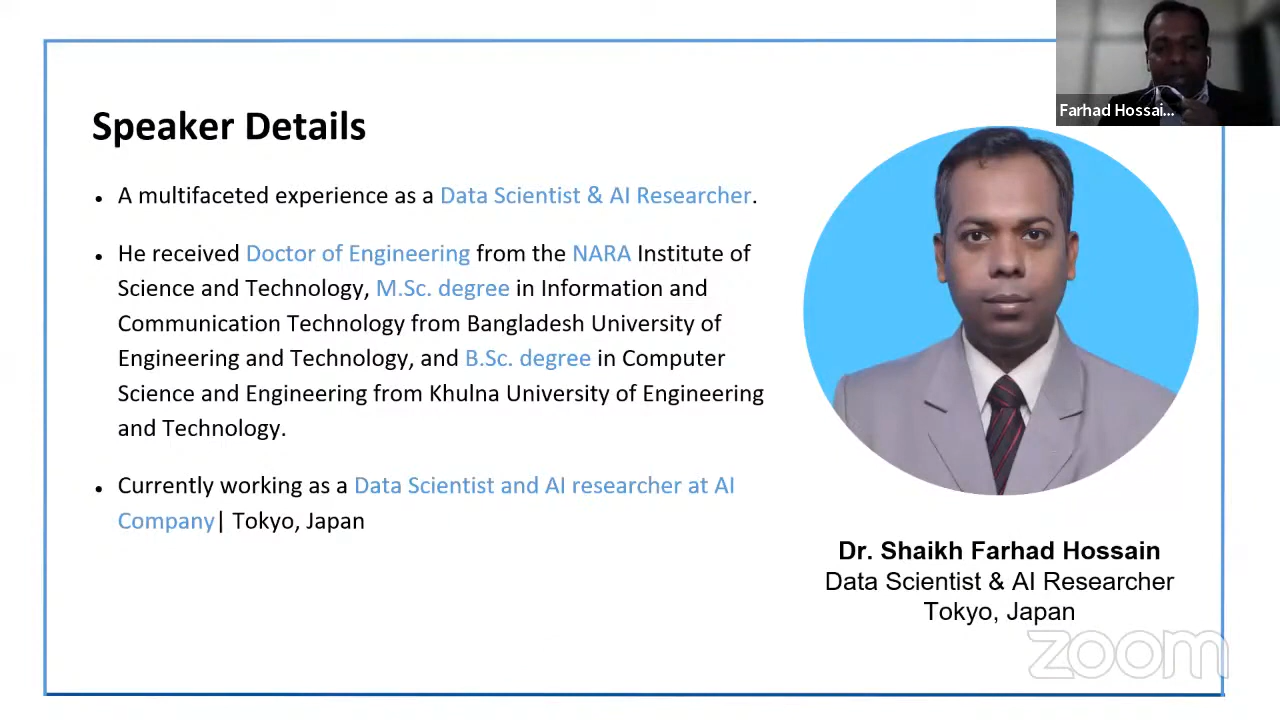 Farhad Hossai...
Speaker Details
• A multifaceted experience as a Data Scientist & AI Researcher.
• He received Doctor of Engineering from the NARA Institute of
Science and Technology, M.Sc. degree in Information and
Communication Technology from Bangladesh University of
Engineering and Technology, and B.Sc. degree in Computer
Science and Engineering from Khulna University of Engineering
and Technology.
• Currently working as a Data Scientist and AI researcher at AI
Company| Tokyo, Japan
Dr. Shaikh Farhad Hossain
Data Scientist & AI Researcher
Tokyo, Japan
zoom